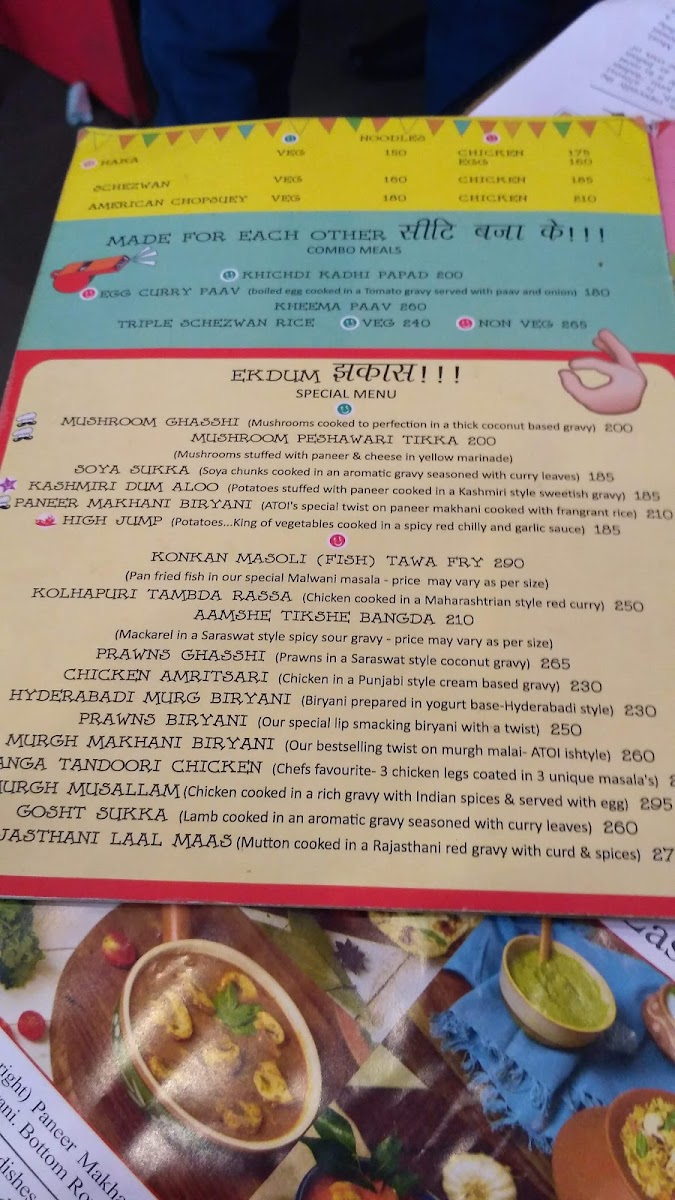 NOODLES
HAKA VEG 150 CHICKEN 175
EGG 160
SCHEZWAN VEG 160 CHICKEN 185
AMERICAN CHOPSUEY VEG 180 CHICKEN 210
MADE FOR EACH OTHER सीटि बजा के!!!
COMBO MEALS
KHICHDI KADHI PAPAD 200
EGG CURRY PAAV (boiled egg cooked in a Tomato gravy served with paav and onion) 180
KHEEMA PAAV 260
TRIPLE SCHEZWAN RICE VEG 240 NON VEG 265
EKDUM झकास!!!
SPECIAL MENU
MUSHROOM GHASSHI (Mushrooms cooked to perfection in a thick coconut based gravy) 200
MUSHROOM PESHAWARI TIKKA 200
(Mushrooms stuffed with paneer & cheese in yellow marinade)
SOYA SUKKA (Soya chunks cooked in an aromatic gravy seasoned with curry leaves) 185
KASHMIRI DUM ALOO (Potatoes stuffed with paneer cooked in a Kashmiri style sweetish gravy) 185
PANEER MAKHANI BIRYANI (ATOI's special twist on paneer makhani cooked with frangrant rice) 210
HIGH JUMP (Potatoes...King of vegetables cooked in a spicy red chilly and garlic sauce) 185
KONKAN MASOLI (FISH) TAWA FRY 290
(Pan fried fish in our special Malwani masala - price may vary as per size)
KOLHAPURI TAMBDA RASSA (Chicken cooked in a Maharashtrian style red curry) 250
AAMSHE TIKSHE BANGDA 210
(Mackarel in a Saraswat style spicy sour gravy - price may vary as per size)
PRAWNS GHASSHI (Prawns in a Saraswat style coconut gravy) 265
CHICKEN AMRITSARI (Chicken in a Punjabi style cream based gravy) 230
HYDERABADI MURG BIRYANI (Biryani prepared in yogurt base-Hyderabadi style) 230
PRAWNS BIRYANI (Our special lip smacking biryani with a twist) 250
MURGH MAKHANI BIRYANI (Our bestselling twist on murgh malai- ATOI ishtyle) 260
ANGA TANDOORI CHICKEN (Chefs favourite- 3 chicken legs coated in 3 unique masala's) 2
MURGH MUSALLAM (Chicken cooked in a rich gravy with Indian spices & served with egg) 295
GOSHT SUKKA (Lamb cooked in an aromatic gravy seasoned with curry leaves) 260
JASTHANI LAAL MAAS (Mutton cooked in a Rajasthani red gravy with curd & spices) 27
right) Paneer Makha
ani. Bottom Ro
dishes